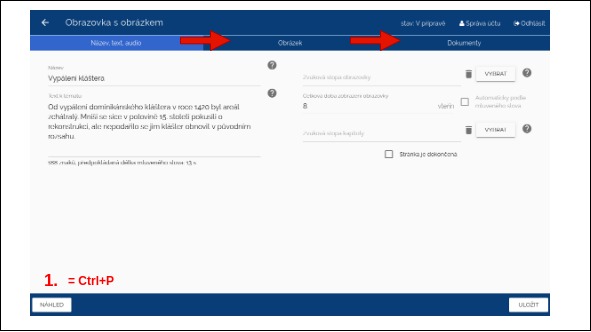 Obrazovka s obrázkem
stav: V přípravě
Správa účtu
Odhlásit
Název, text, audio
Obrázek
Dokumenty
Název
Vypálení kláštera
Text k tématu
Od vypálení dominikánského kláštera v roce 1420 byl areál
zchátralý. Mniši se sice v polovině 15. století pokusili o
rekonstrukci, ale nepodařilo se jim klášter obnovit v původním
rozsahu.
188 znaků, předpokládaná délka mluveného slova: 13 s.
Zvuková stopa obrazovky
VYBRAT
Celková doba zobrazení obrazovky
8
vteřin
Automaticky podle
mluveného slova
Zvuková stopa kapitoly
VYBRAT
Stránka je dokončená
1. = Ctrl+P
NÁHLED
ULOŽIT